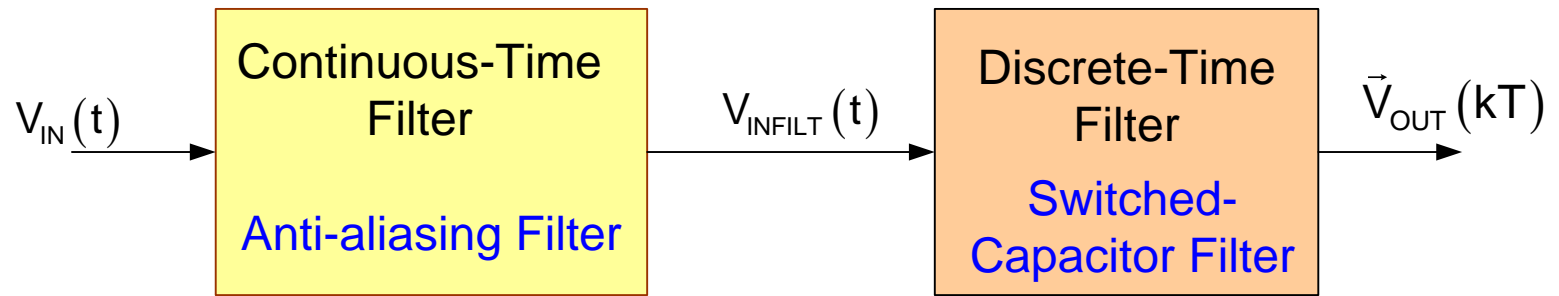 V_IN(t)
Continuous-Time
Filter
Anti-aliasing Filter
V_INFILT(t)
Discrete-Time
Filter
Switched-
Capacitor Filter
V⃗_OUT(kT)